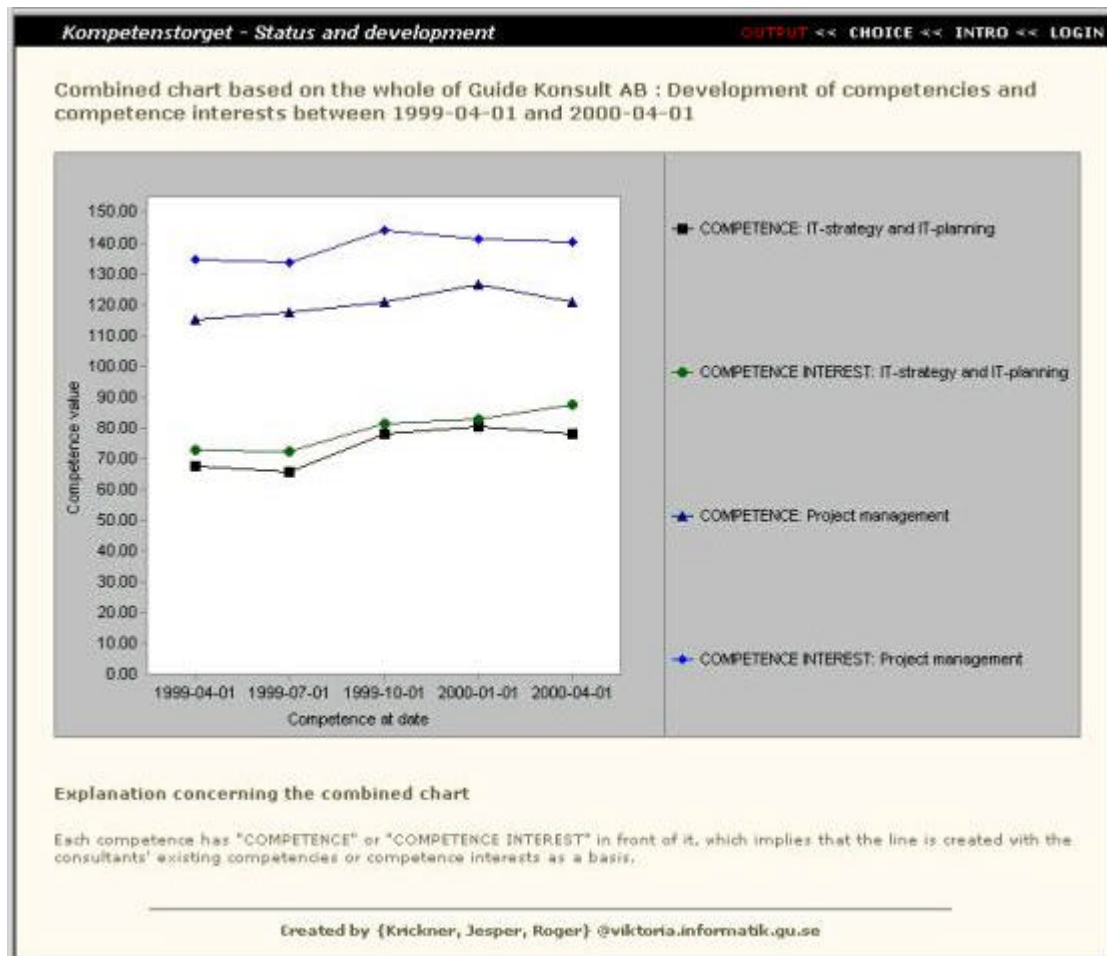 Kompetenstorget - Status and development
OUTPUT << CHOICE << INTRO << LOGIN
Combined chart based on the whole of Guide Konsult AB : Development of competencies and
competence interests between 1999-04-01 and 2000-04-01
150.00
140.00
130.00
120.00
110.00
100.00
90.00
80.00
70.00
60.00
50.00
40.00
30.00
20.00
10.00
0.00
Competence value
1999-04-01 1999-07-01 1999-10-01 2000-01-01 2000-04-01
Competence at date
COMPETENCE: IT-strategy and IT-planning
COMPETENCE INTEREST: IT-strategy and IT-planning
COMPETENCE: Project management
COMPETENCE INTEREST: Project management
Explanation concerning the combined chart
Each competence has "COMPETENCE" or "COMPETENCE INTEREST" in front of it, which implies that the line is created with the
consultants' existing competencies or competence interests as a basis.
Created by {Krickner, Jesper, Roger} @viktoria.informatik.gu.se